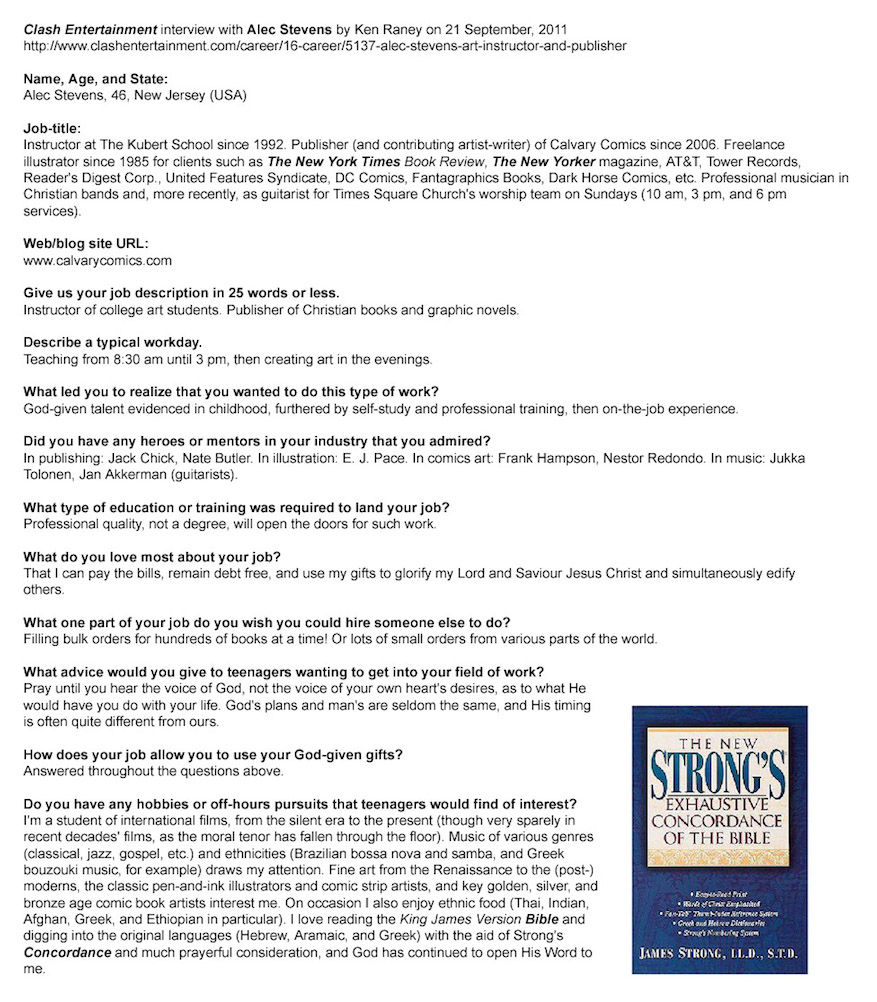 Clash Entertainment interview with Alec Stevens by Ken Raney on 21 September, 2011
http://www.clashentertainment.com/career/16-career/5137-alec-stevens-art-instructor-and-publisher
Name, Age, and State:
Alec Stevens, 46, New Jersey (USA)
Job-title:
Instructor at The Kubert School since 1992. Publisher (and contributing artist-writer) of Calvary Comics since 2006. Freelance
illustrator since 1985 for clients such as The New York Times Book Review, The New Yorker magazine, AT&T, Tower Records,
Reader's Digest Corp., United Features Syndicate, DC Comics, Fantagraphics Books, Dark Horse Comics, etc. Professional musician in
Christian bands and, more recently, as guitarist for Times Square Church's worship team on Sundays (10 am, 3 pm, and 6 pm
services).
Web/blog site URL:
www.calvarycomics.com
Give us your job description in 25 words or less.
Instructor of college art students. Publisher of Christian books and graphic novels.
Describe a typical workday.
Teaching from 8:30 am until 3 pm, then creating art in the evenings.
What led you to realize that you wanted to do this type of work?
God-given talent evidenced in childhood, furthered by self-study and professional training, then on-the-job experience.
Did you have any heroes or mentors in your industry that you admired?
In publishing: Jack Chick, Nate Butler. In illustration: E. J. Pace. In comics art: Frank Hampson, Nestor Redondo. In music: Jukka
Tolonen, Jan Akkerman (guitarists).
What type of education or training was required to land your job?
Professional quality, not a degree, will open the doors for such work.
What do you love most about your job?
That I can pay the bills, remain debt free, and use my gifts to glorify my Lord and Saviour Jesus Christ and simultaneously edify
others.
What one part of your job do you wish you could hire someone else to do?
Filling bulk orders for hundreds of books at a time! Or lots of small orders from various parts of the world.
What advice would you give to teenagers wanting to get into your field of work?
Pray until you hear the voice of God, not the voice of your own heart's desires, as to what He
would have you do with your life. God's plans and man's are seldom the same, and His timing
is often quite different from ours.
How does your job allow you to use your God-given gifts?
Answered throughout the questions above.
Do you have any hobbies or off-hours pursuits that teenagers would find of interest?
I'm a student of international films, from the silent era to the present (though very sparely in
recent decades' films, as the moral tenor has fallen through the floor). Music of various genres
(classical, jazz, gospel, etc.) and ethnicities (Brazilian bossa nova and samba, and Greek
bouzouki music, for example) draws my attention. Fine art from the Renaissance to the (post-)
moderns, the classic pen-and-ink illustrators and comic strip artists, and key golden, silver, and
bronze age comic book artists interest me. On occasion I also enjoy ethnic food (Thai, Indian,
Afghan, Greek, and Ethiopian in particular). I love reading the King James Version Bible and
digging into the original languages (Hebrew, Aramaic, and Greek) with the aid of Strong's
Concordance and much prayerful consideration, and God has continued to open His Word to
me.
THE NEW
STRONG'S
EXHAUSTIVE
CONCORDANCE
OF THE BIBLE
• Easy-to-Read Print
• Words of Christ Emphasized
• Fan-Tab™ Thumb-Index Reference System
• Greek and Hebrew Dictionaries
• Strong's Numbering System
JAMES STRONG, LL.D., S.T.D.